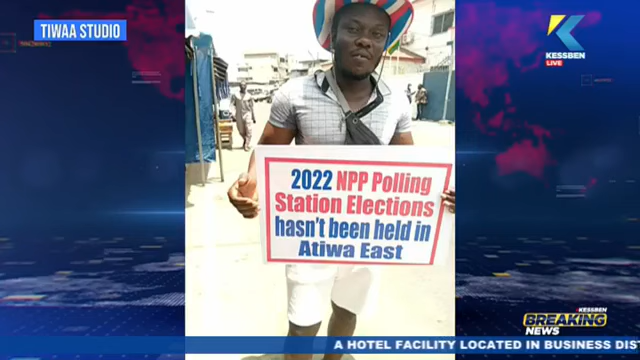 TIWAA STUDIO
KESSBEN
LIVE
2022 NPP Polling
Station Elections
hasn't been held in
Atiwa East
KESSBEN
BREAKING
NEWS
A HOTEL FACILITY LOCATED IN BUSINESS DIS